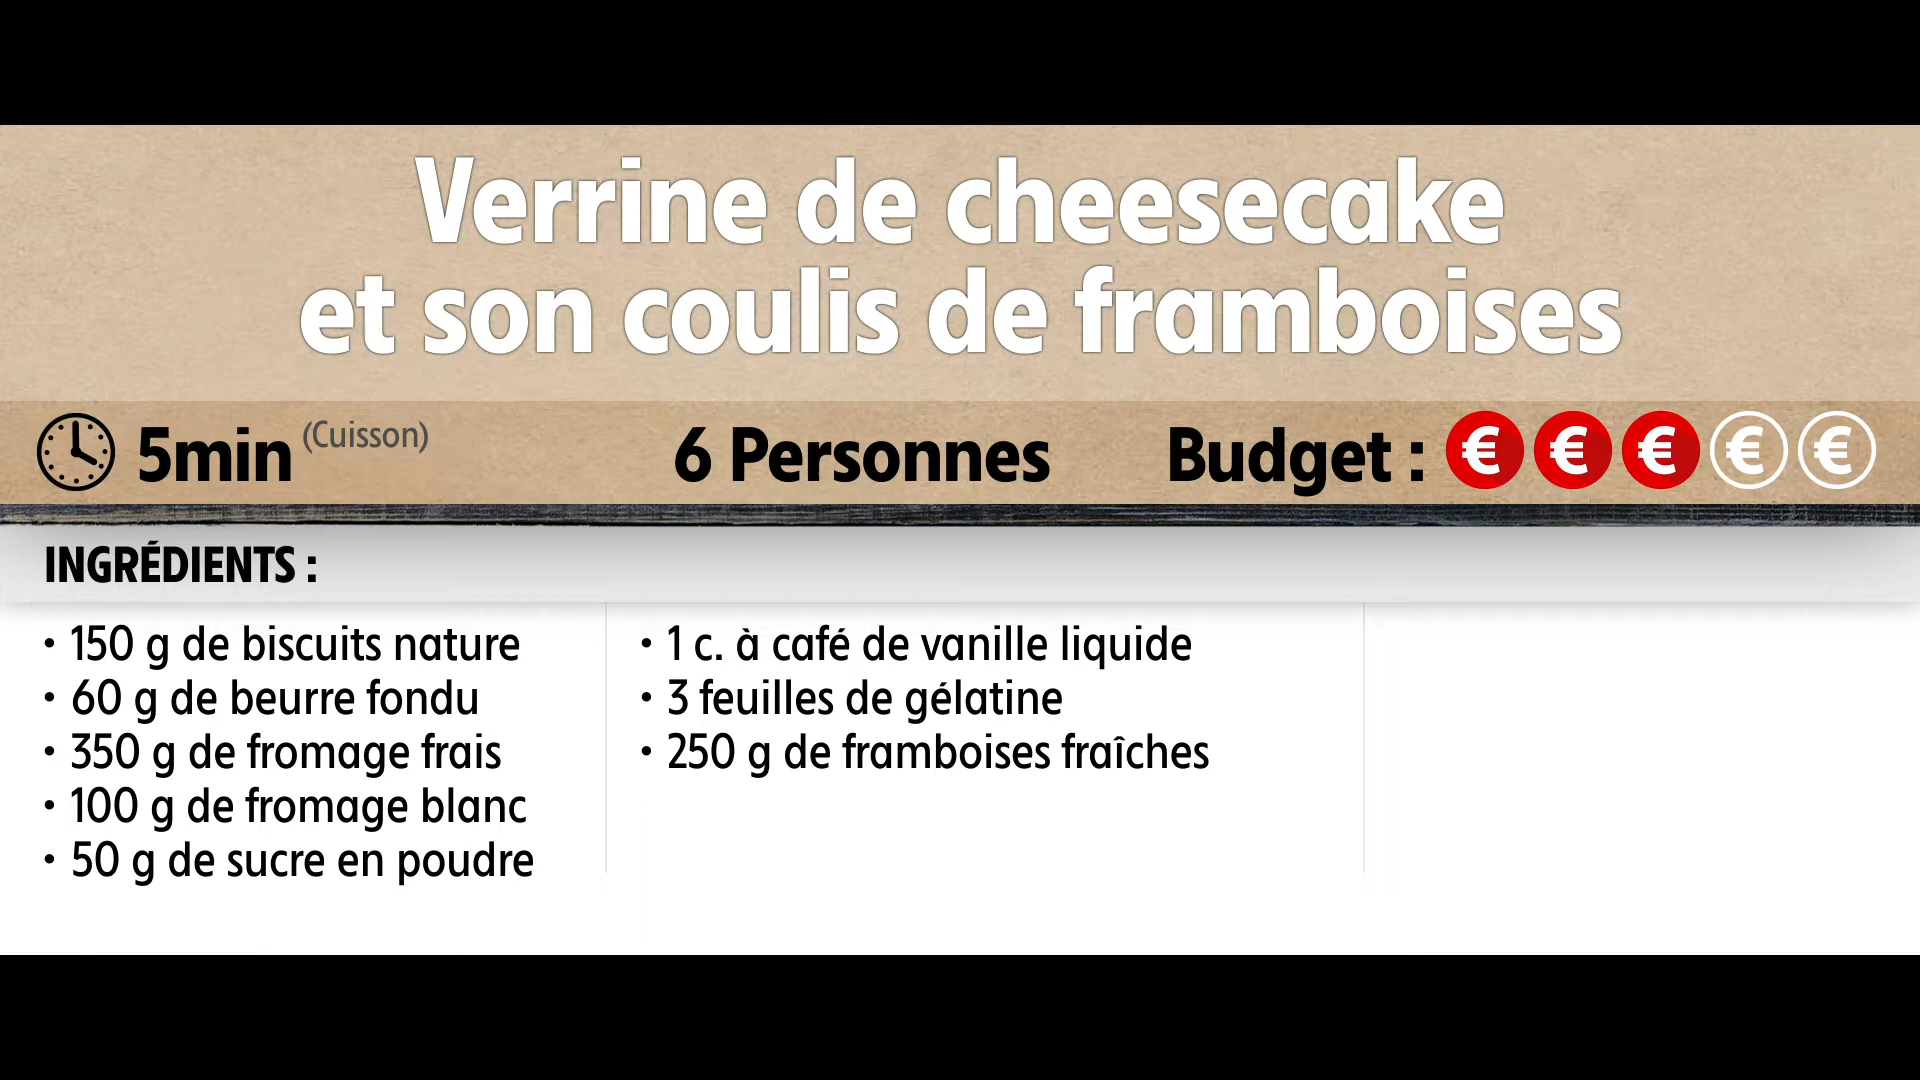 Verrine de cheesecake
et son coulis de framboises
5min (Cuisson)
6 Personnes
Budget : € € € € €
INGRÉDIENTS :
• 150 g de biscuits nature
• 60 g de beurre fondu
• 350 g de fromage frais
• 100 g de fromage blanc
• 50 g de sucre en poudre
• 1 c. à café de vanille liquide
• 3 feuilles de gélatine
• 250 g de framboises fraîches